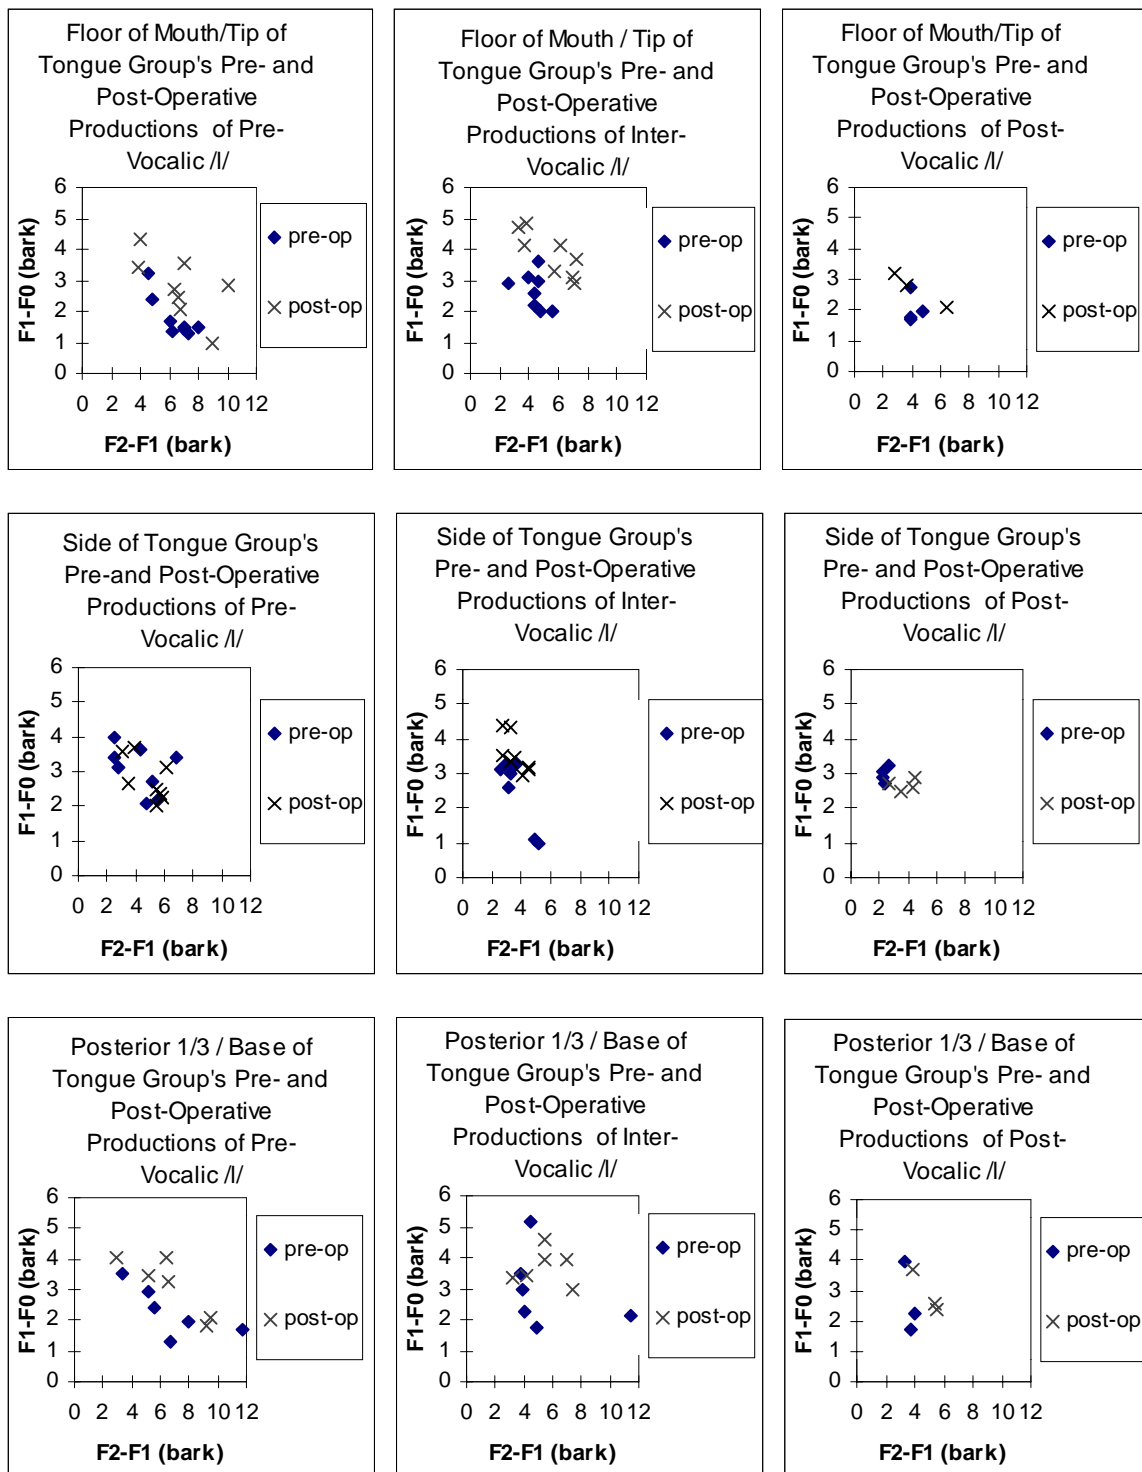 Floor of Mouth/Tip of
Tongue Group's Pre- and
Post-Operative
Productions of Pre-
Vocalic /l/
6
5
4
3
2
1
0
F1-F0 (bark)
0 2 4 6 8 10 12
F2-F1 (bark)
pre-op
post-op
Floor of Mouth / Tip of
Tongue Group's Pre- and
Post-Operative
Productions of Inter-
Vocalic /l/
6
5
4
3
2
1
0
F1-F0 (bark)
0 2 4 6 8 10 12
F2-F1 (bark)
pre-op
post-op
Floor of Mouth/Tip of
Tongue Group's Pre- and
Post-Operative
Productions of Post-
Vocalic /l/
6
5
4
3
2
1
0
F1-F0 (bark)
0 2 4 6 8 10 12
F2-F1 (bark)
pre-op
post-op
Side of Tongue Group's
Pre-and Post-Operative
Productions of Pre-
Vocalic /l/
6
5
4
3
2
1
0
F1-F0 (bark)
0 2 4 6 8 10 12
F2-F1 (bark)
pre-op
post-op
Side of Tongue Group's
Pre- and Post-Operative
Productions of Inter-
Vocalic /l/
6
5
4
3
2
1
0
F1-F0 (bark)
0 2 4 6 8 10 12
F2-F1 (bark)
pre-op
post-op
Side of Tongue Group's
Pre- and Post-Operative
Productions of Post-
Vocalic /l/
6
5
4
3
2
1
0
F1-F0 (bark)
0 2 4 6 8 10 12
F2-F1 (bark)
pre-op
post-op
Posterior 1/3 / Base of
Tongue Group's Pre- and
Post-Operative
Productions of Pre-
Vocalic /l/
6
5
4
3
2
1
0
F1-F0 (bark)
0 2 4 6 8 10 12
F2-F1 (bark)
pre-op
post-op
Posterior 1/3 / Base of
Tongue Group's Pre- and
Post-Operative
Productions of Inter-
Vocalic /l/
6
5
4
3
2
1
0
F1-F0 (bark)
0 2 4 6 8 10 12
F2-F1 (bark)
pre-op
post-op
Posterior 1/3 / Base of
Tongue Group's Pre- and
Post-Operative
Productions of Post-
Vocalic /l/
6
5
4
3
2
1
0
F1-F0 (bark)
0 2 4 6 8 10 12
F2-F1 (bark)
pre-op
post-op